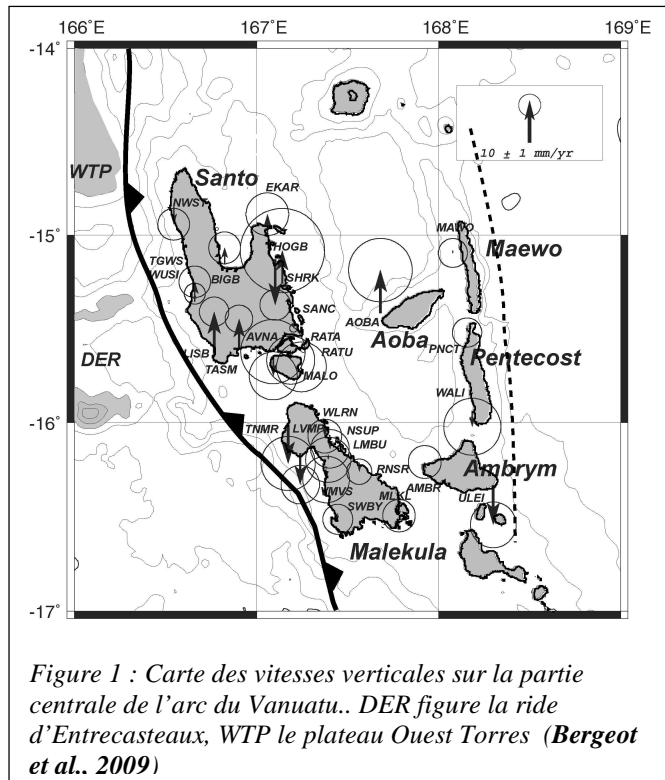 166°E 167°E 168°E 169°E
-14°
10 ± 1 mm/yr
WTP
Santo
EKAR
NWST
-15°
HOGB
MAWO
Maewo
TGWS
WUSI
BIGB
SHRK
SANC
AOBA
Aoba
DER
LISB
AVNA
RATA
PNCT
TASM
RATU
Pentecost
MALO
WALI
-16°
WLRN
TNMR
LVMP
NSUP
LMBU
RNSR
Ambrym
AMBR
VMVS
MLKL
ULEI
SWBY
Malekula
-17°
Figure 1 : Carte des vitesses verticales sur la partie
centrale de l'arc du Vanuatu.. DER figure la ride
d'Entrecasteaux, WTP le plateau Ouest Torres (Bergeot
et al., 2009)